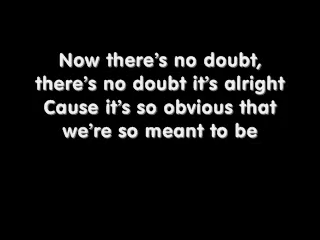 Now there's no doubt,
there's no doubt it's alright
Cause it's so obvious that
we're so meant to be